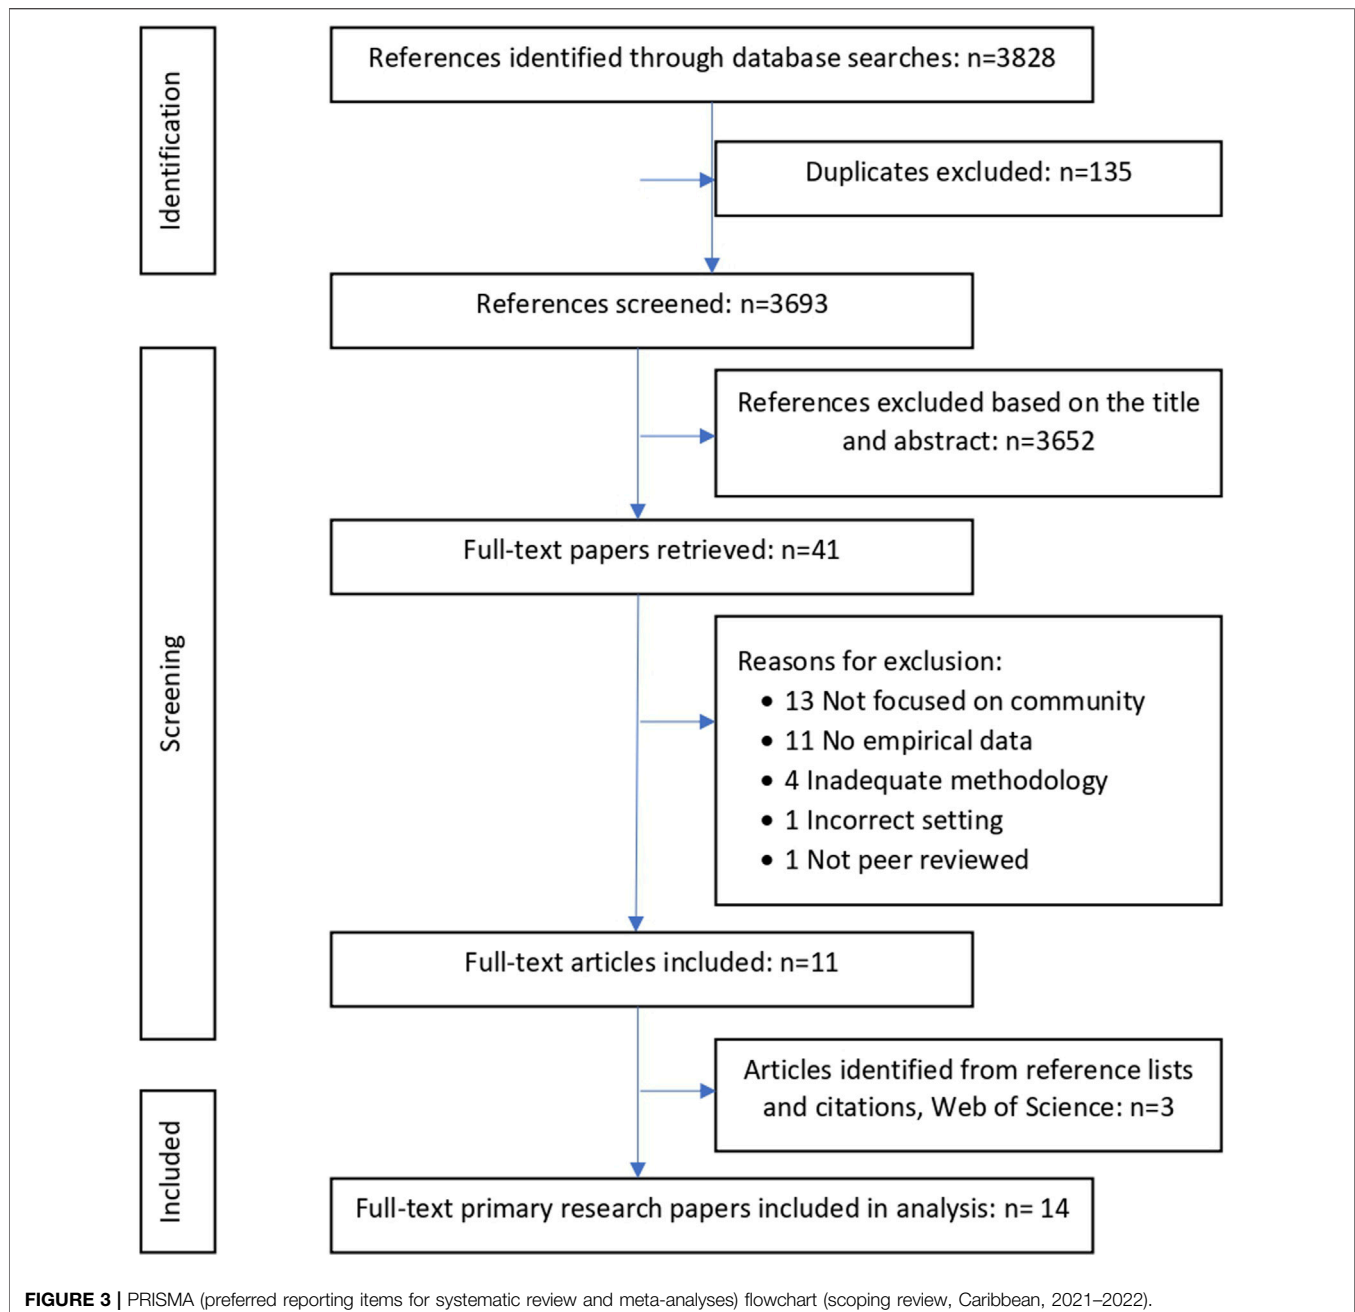 Identification
References identified through database searches: n=3828
Duplicates excluded: n=135
References screened: n=3693
Screening
References excluded based on the title
and abstract: n=3652
Full-text papers retrieved: n=41
Reasons for exclusion:
• 13 Not focused on community
• 11 No empirical data
• 4 Inadequate methodology
• 1 Incorrect setting
• 1 Not peer reviewed
Full-text articles included: n=11
Articles identified from reference lists
and citations, Web of Science: n=3
Included
Full-text primary research papers included in analysis: n= 14
FIGURE 3 | PRISMA (preferred reporting items for systematic review and meta-analyses) flowchart (scoping review, Caribbean, 2021–2022).